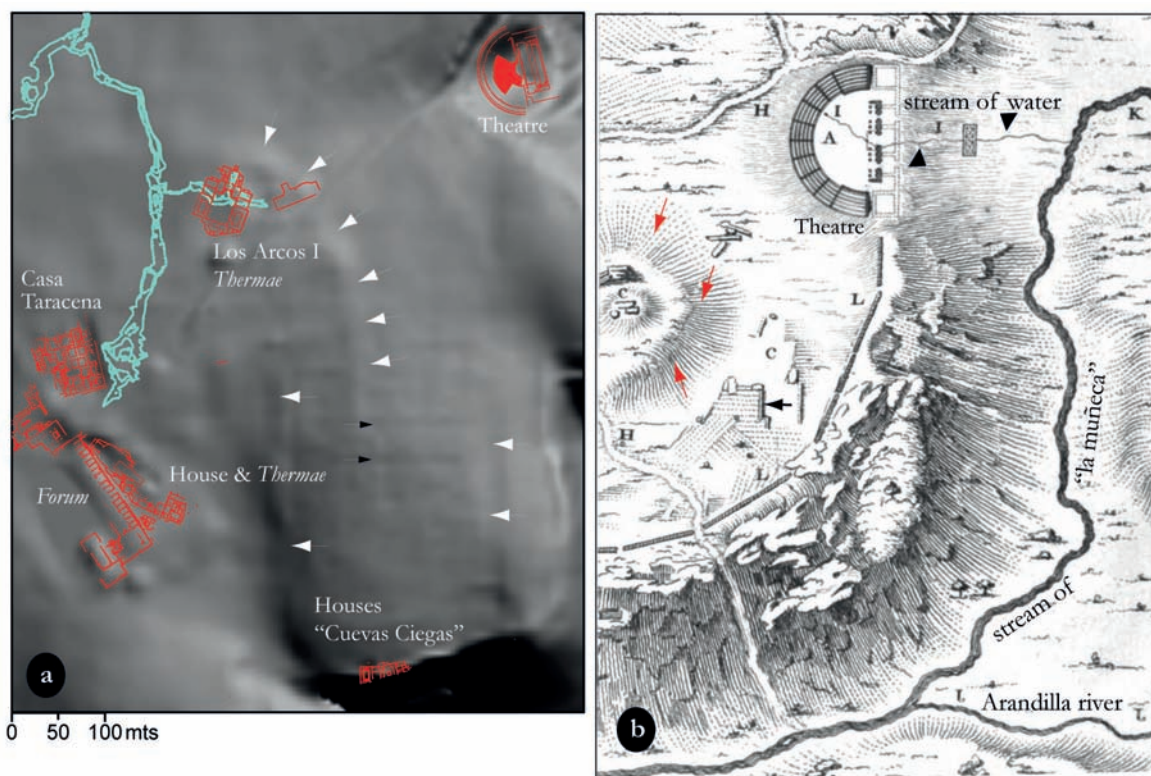 Theatre
Los Arcos I
Thermae
Casa
Taracena
House & Thermae
Forum
Houses
“Cuevas Ciegas”
a
0 50 100 mts
stream of water
H
I
A
I
K
Theatre
C
L
C
H
L
“la muñeca”
stream of
L
Arandilla river
L
b